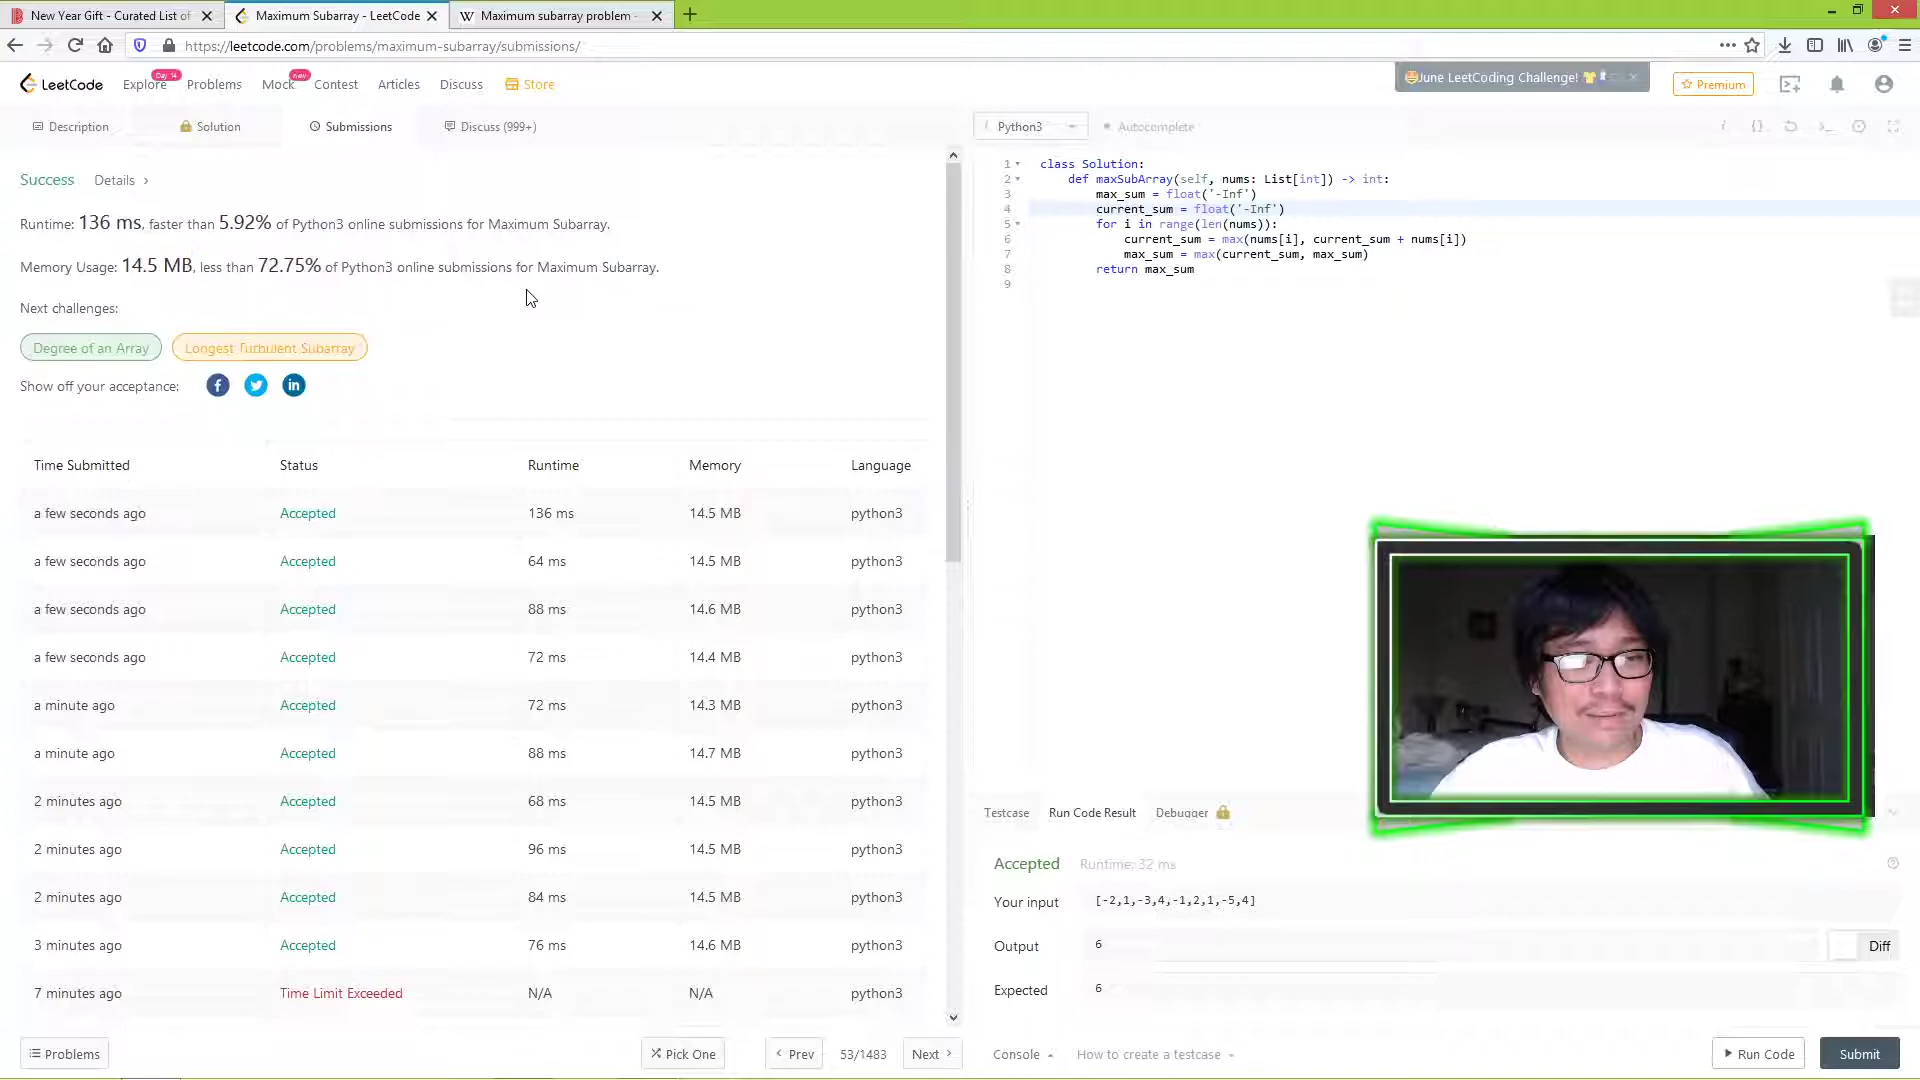 New Year Gift - Curated List of
Maximum Subarray - LeetCode
W Maximum subarray problem -
https://leetcode.com/problems/maximum-subarray/submissions/
LeetCode
Explore
Day 14
Problems
Mock
new
Contest
Articles
Discuss
Store
June LeetCoding Challenge!
Premium
Description
Solution
Submissions
Discuss (999+)
Success
Details ›
Runtime: 136 ms, faster than 5.92% of Python3 online submissions for Maximum Subarray.
Memory Usage: 14.5 MB, less than 72.75% of Python3 online submissions for Maximum Subarray.
Next challenges:
Degree of an Array
Longest Turbulent Subarray
Show off your acceptance:
Time Submitted Status Runtime Memory Language
a few seconds ago Accepted 136 ms 14.5 MB python3
a few seconds ago Accepted 64 ms 14.5 MB python3
a few seconds ago Accepted 88 ms 14.6 MB python3
a few seconds ago Accepted 72 ms 14.4 MB python3
a minute ago Accepted 72 ms 14.3 MB python3
a minute ago Accepted 88 ms 14.7 MB python3
2 minutes ago Accepted 68 ms 14.5 MB python3
2 minutes ago Accepted 96 ms 14.5 MB python3
2 minutes ago Accepted 84 ms 14.5 MB python3
3 minutes ago Accepted 76 ms 14.6 MB python3
7 minutes ago Time Limit Exceeded N/A N/A python3
Problems
Pick One
‹ Prev
53/1483
Next ›
i Python3
Autocomplete
i {}
1 class Solution:
2 def maxSubArray(self, nums: List[int]) -> int:
3 max_sum = float('-Inf')
4 current_sum = float('-Inf')
5 for i in range(len(nums)):
6 current_sum = max(nums[i], current_sum + nums[i])
7 max_sum = max(current_sum, max_sum)
8 return max_sum
9
Testcase
Run Code Result
Debugger
Accepted
Runtime: 32 ms
Your input
[-2,1,-3,4,-1,2,1,-5,4]
Output
6
Diff
Expected
6
Console
How to create a testcase
Run Code
Submit